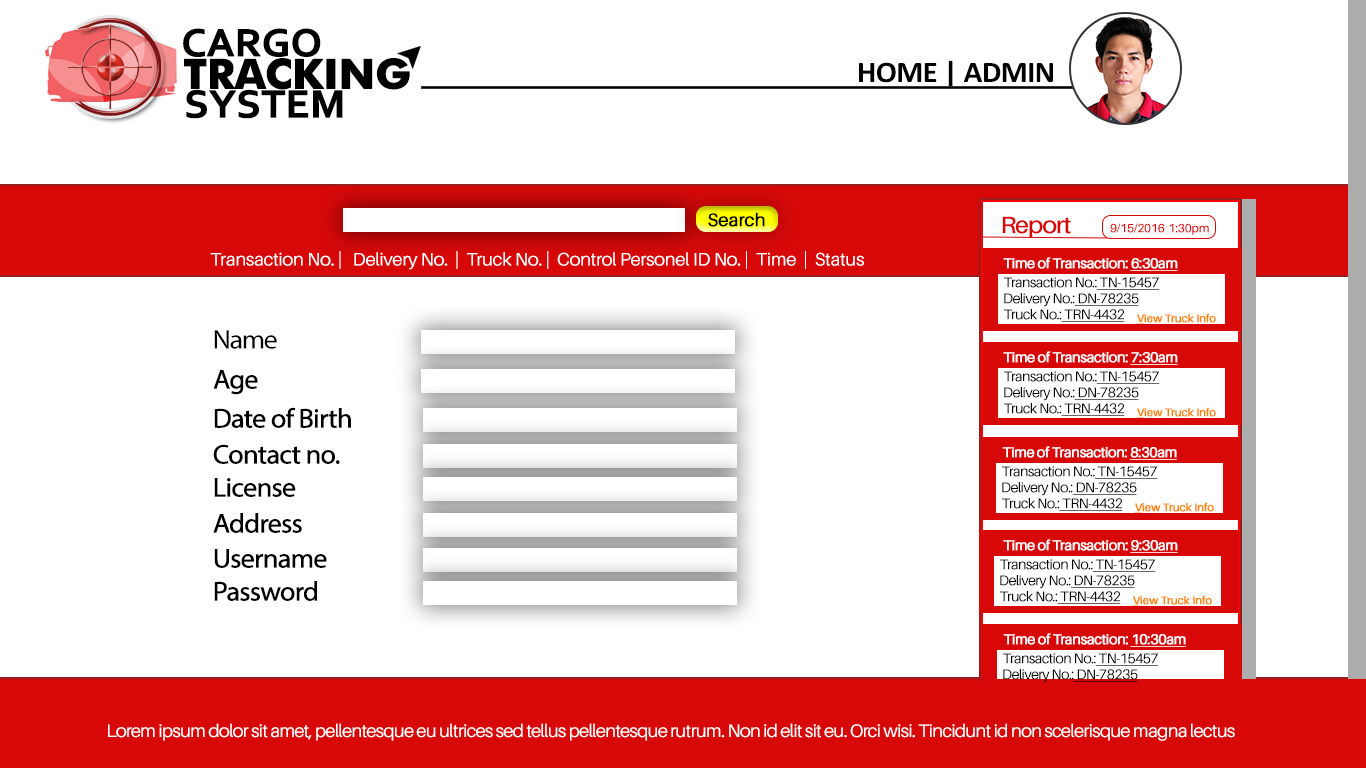 CARGO
TRACKING
SYSTEM
HOME | ADMIN
Search
Transaction No. | Delivery No. | Truck No. | Control Personel ID No. | Time | Status
Name
Age
Date of Birth
Contact no.
License
Address
Username
Password
Report 9/15/2016 1:30pm
Time of Transaction: 6:30am
Transaction No.: TN-15457
Delivery No.: DN-78235
Truck No.: TRN-4432 View Truck Info
Time of Transaction: 7:30am
Transaction No.: TN-15457
Delivery No.: DN-78235
Truck No.: TRN-4432 View Truck Info
Time of Transaction: 8:30am
Transaction No.: TN-15457
Delivery No.: DN-78235
Truck No.: TRN-4432 View Truck Info
Time of Transaction: 9:30am
Transaction No.: TN-15457
Delivery No.: DN-78235
Truck No.: TRN-4432 View Truck Info
Time of Transaction: 10:30am
Transaction No.: TN-15457
Delivery No.: DN-78235
Lorem ipsum dolor sit amet, pellentesque eu ultrices sed tellus pellentesque rutrum. Non id elit sit eu. Orci wisi. Tincidunt id non scelerisque magna lectus